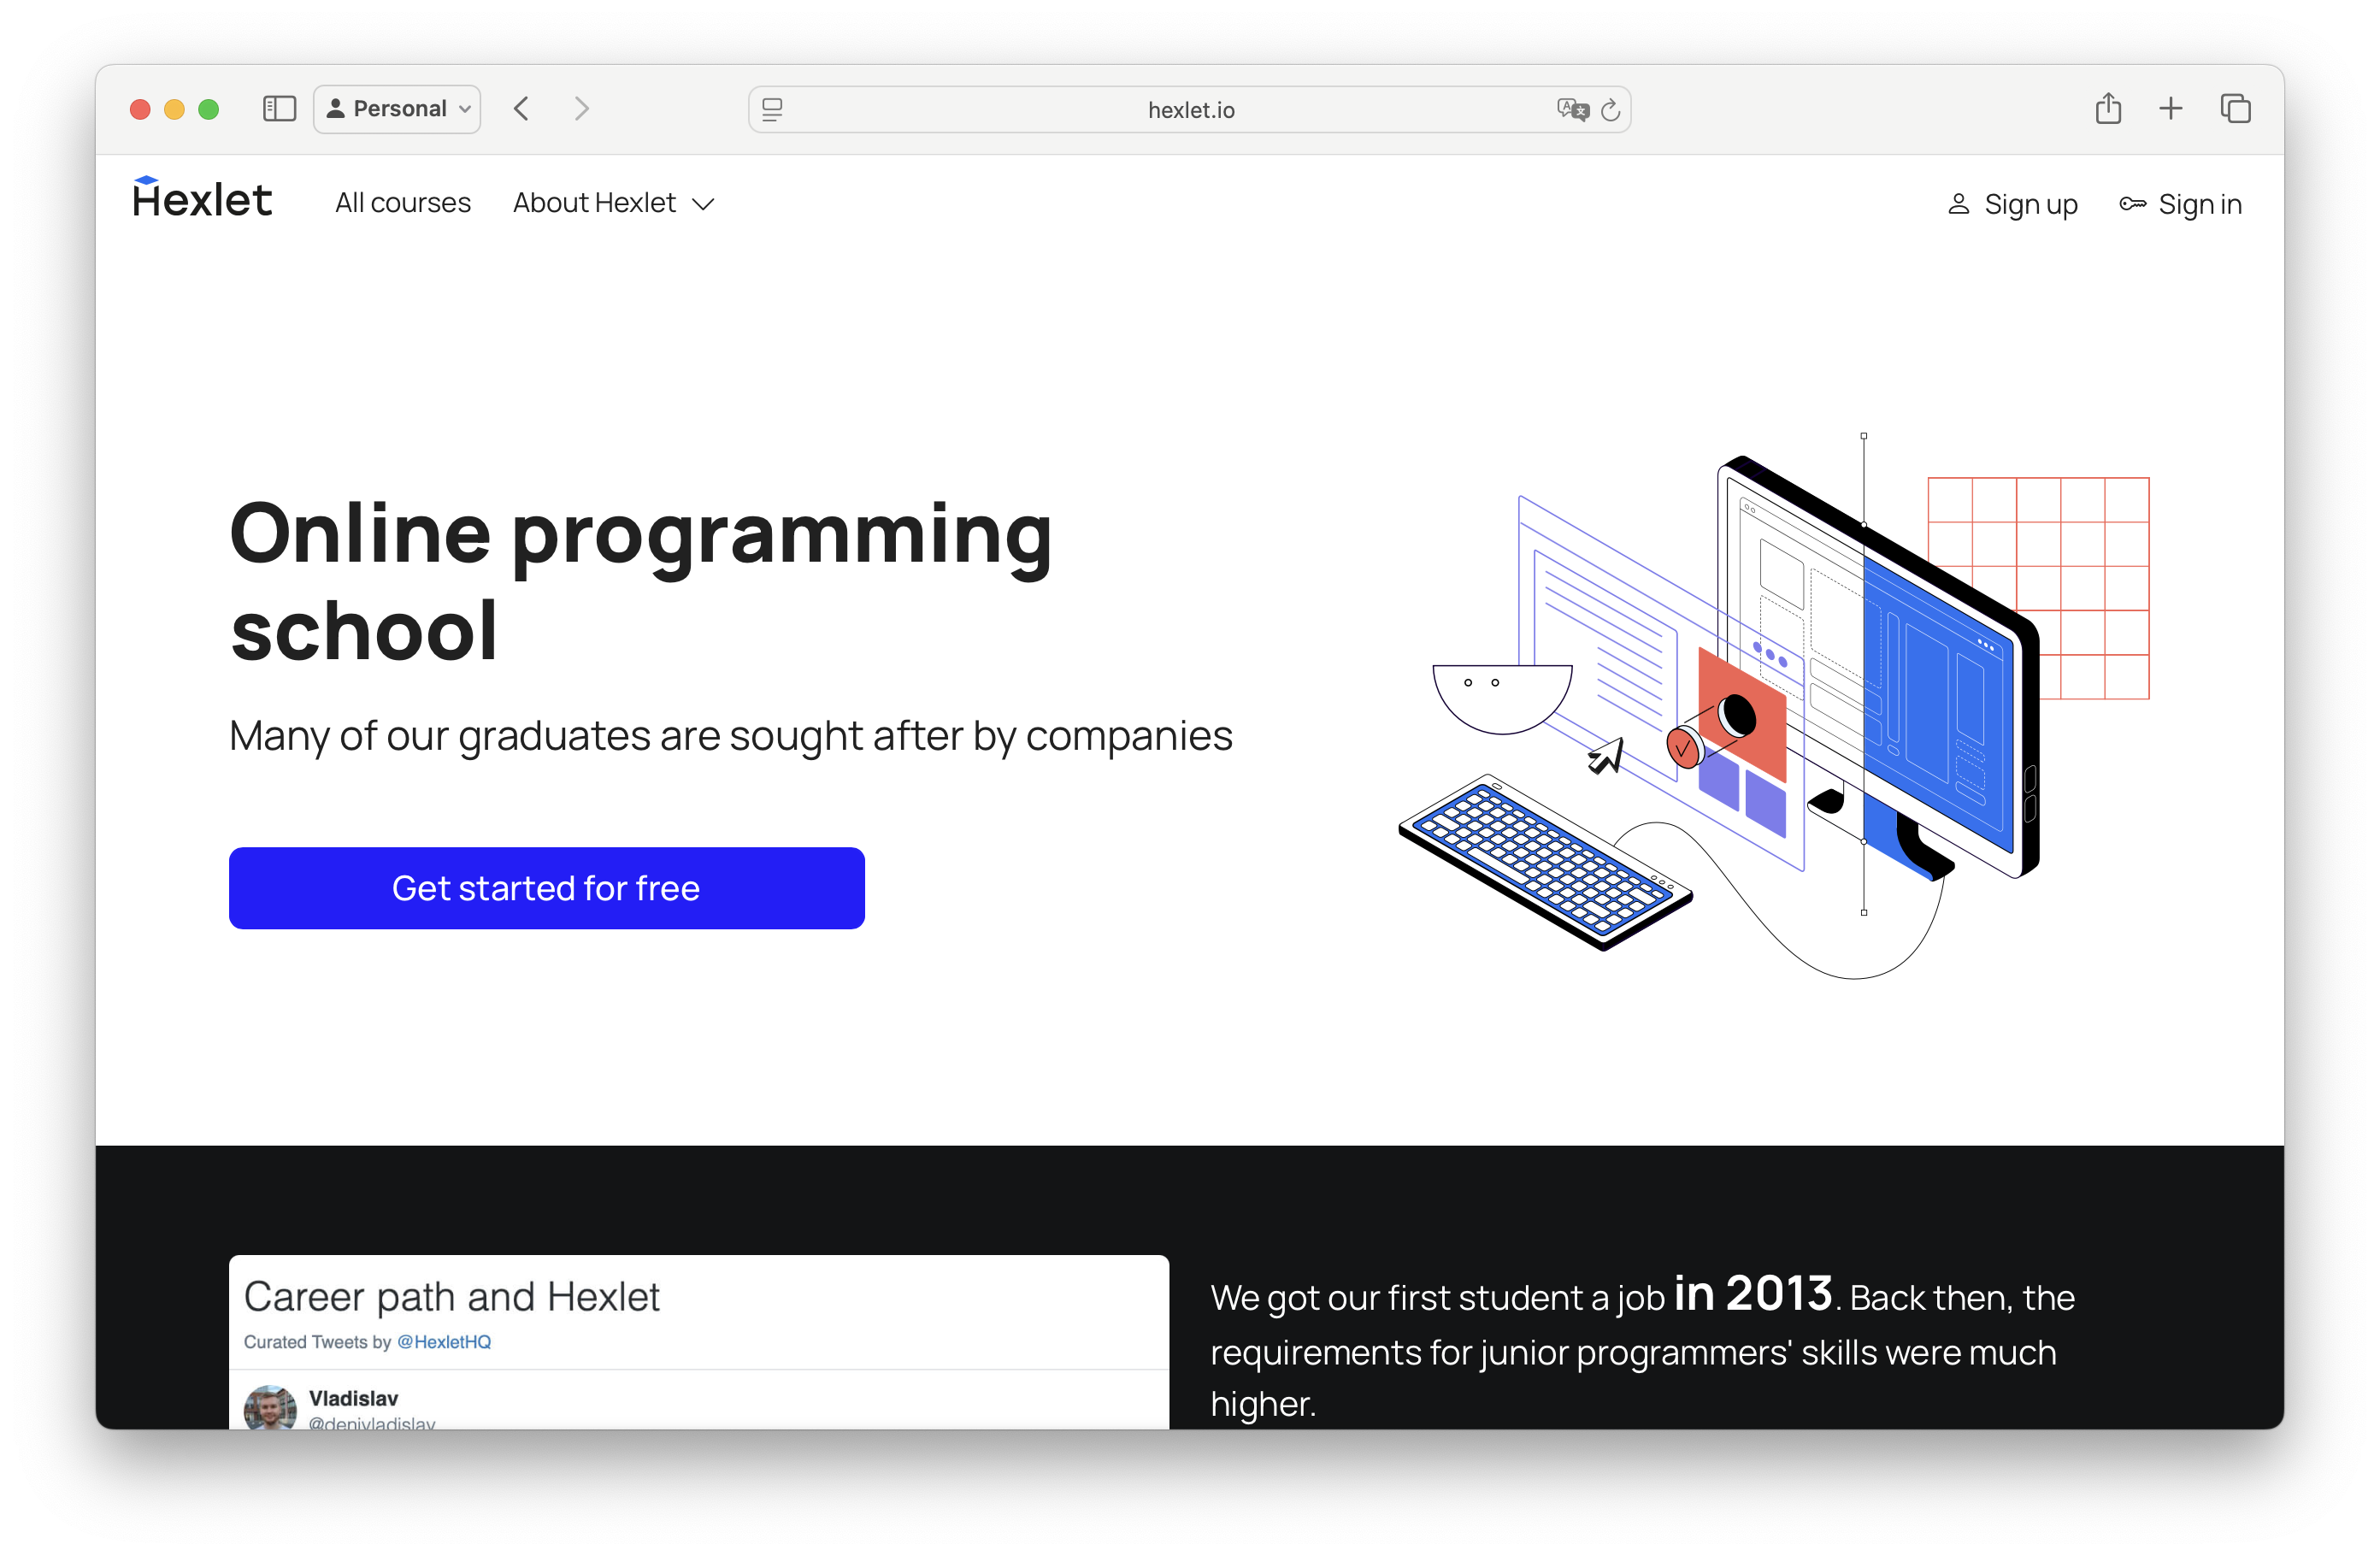 Personal
hexlet.io
Hexlet
All courses
About Hexlet
Sign up
Sign in
Online programming
school
Many of our graduates are sought after by companies
Get started for free
Career path and Hexlet
Curated Tweets by @HexletHQ
Vladislav
@denivladislav
We got our first student a job in 2013. Back then, the
requirements for junior programmers' skills were much
higher.